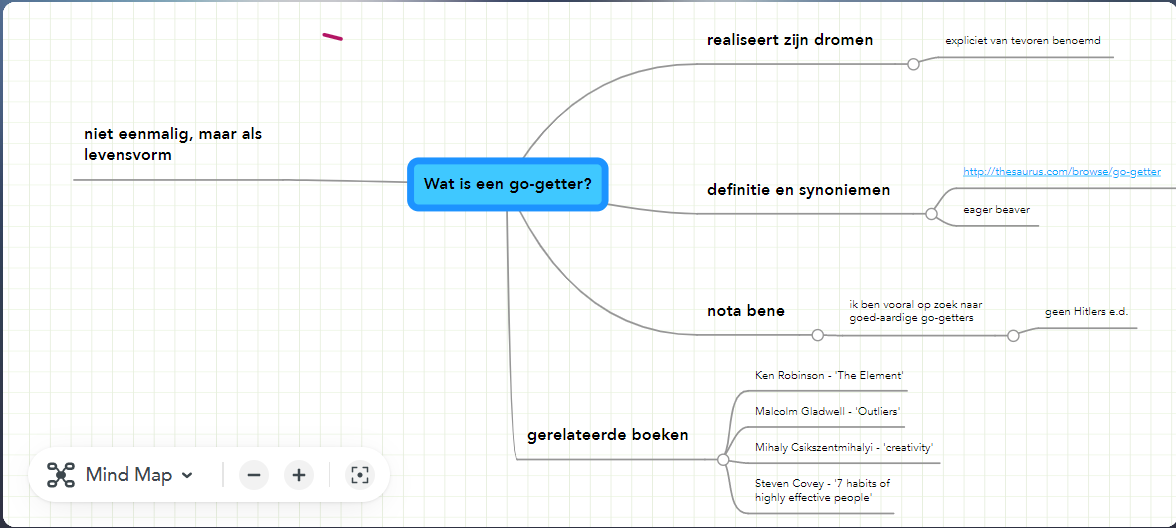 realiseert zijn dromen
expliciet van tevoren benoemd
niet eenmalig, maar als
levensvorm
Wat is een go-getter?
definitie en synoniemen
http://thesaurus.com/browse/go-getter
eager beaver
nota bene
ik ben vooral op zoek naar
goed-aardige go-getters
geen Hitlers e.d.
gerelateerde boeken
Ken Robinson - 'The Element'
Malcolm Gladwell - 'Outliers'
Mihaly Csikszentmihalyi - 'creativity'
Steven Covey - '7 habits of
highly effective people'
Mind Map